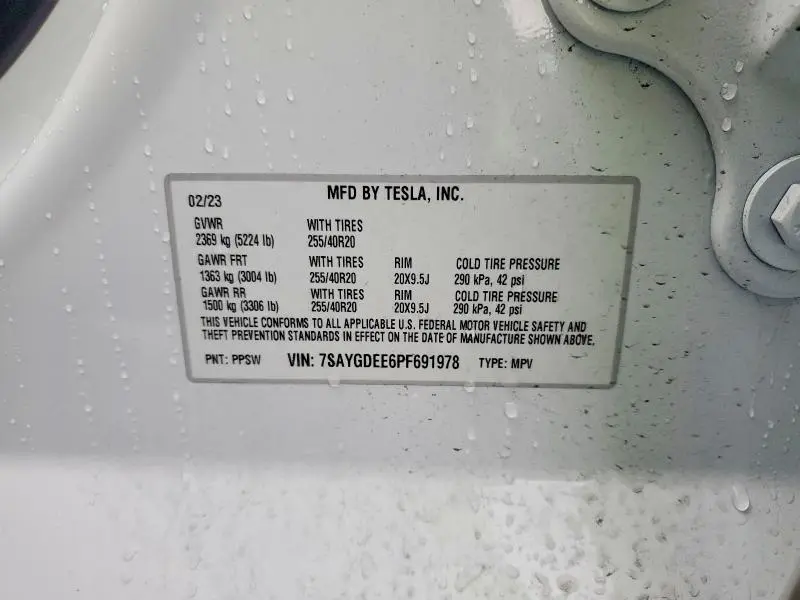 MFD BY TESLA, INC.
02/23
GVWR WITH TIRES
2369 kg (5224 lb) 255/40R20
GAWR FRT WITH TIRES RIM COLD TIRE PRESSURE
1363 kg (3004 lb) 255/40R20 20X9.5J 290 kPa, 42 psi
GAWR RR WITH TIRES RIM COLD TIRE PRESSURE
1500 kg (3306 lb) 255/40R20 20X9.5J 290 kPa, 42 psi
THIS VEHICLE CONFORMS TO ALL APPLICABLE U.S. FEDERAL MOTOR VEHICLE SAFETY AND
THEFT PREVENTION STANDARDS IN EFFECT ON THE DATE OF MANUFACTURE SHOWN ABOVE.
PNT: PPSW VIN: 7SAYGDEE6PF691978 TYPE: MPV